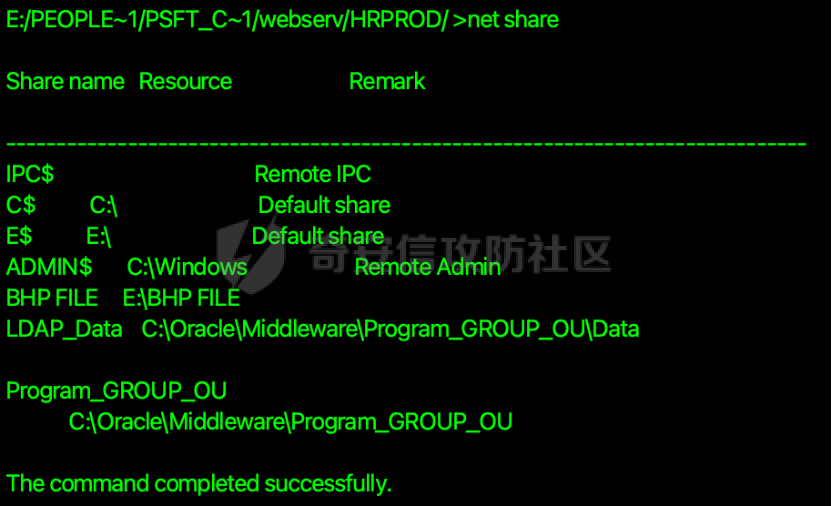 E:/PEOPLE~1/PSFT_C~1/webserv/HRPROD/ >net share
Share name Resource Remark
-------------------------------------------------------------------------------
IPC$ Remote IPC
C$ C:\ Default share
E$ E:\ Default share
ADMIN$ C:\Windows Remote Admin
BHP FILE E:\BHP FILE
LDAP_Data C:\Oracle\Middleware\Program_GROUP_OU\Data
Program_GROUP_OU
C:\Oracle\Middleware\Program_GROUP_OU
The command completed successfully.
奇安信攻防社区